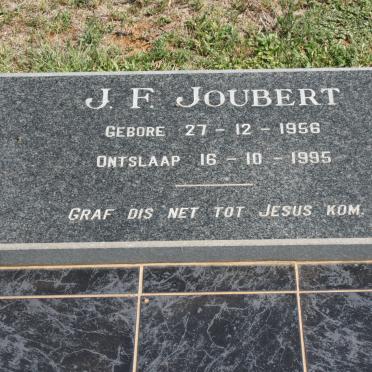 J. F. JOUBERT
GEBORE 27 - 12 - 1956
ONTSLAAP 16 - 10 - 1995
GRAF DIS NET TOT JESUS KOM.